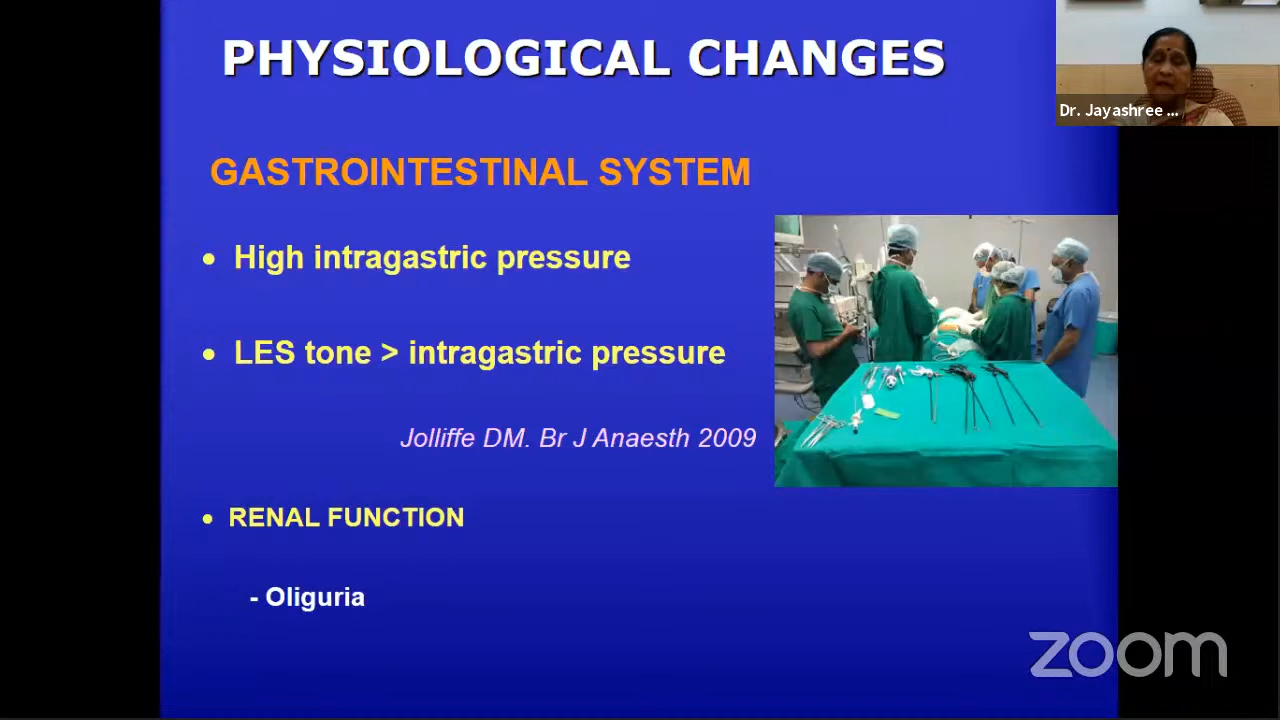 PHYSIOLOGICAL CHANGES
Dr. Jayashree ...
GASTROINTESTINAL SYSTEM
• High intragastric pressure
• LES tone > intragastric pressure
Jolliffe DM. Br J Anaesth 2009
• RENAL FUNCTION
- Oliguria
zoom